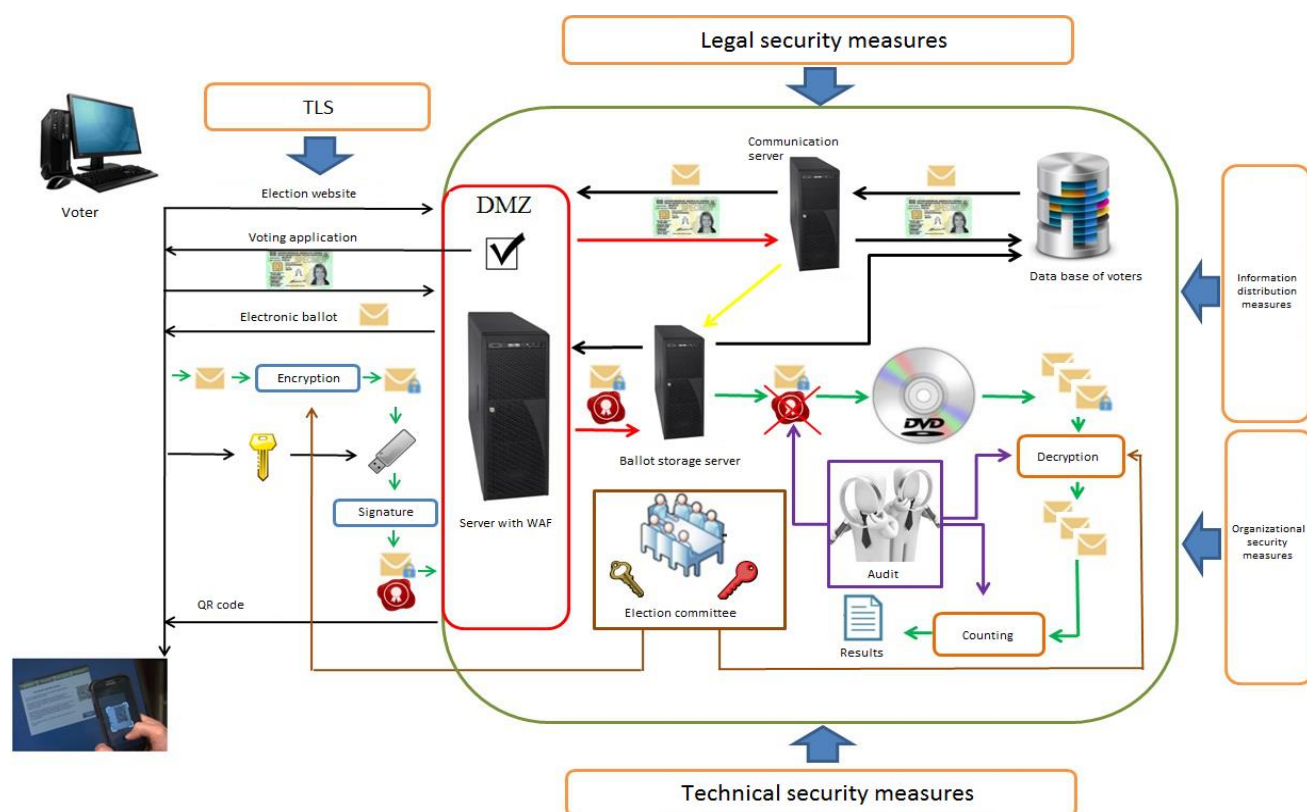 Legal security measures
TLS
Communication
server
Election website
Voter
DMZ
Voting application
Data base of voters
Information
distribution
measures
Electronic ballot
Encryption
DVD
Ballot storage server
Decryption
Signature
Server with WAF
Organizational
security
measures
Audit
QR code
Election committee
Counting
Results
Technical security measures